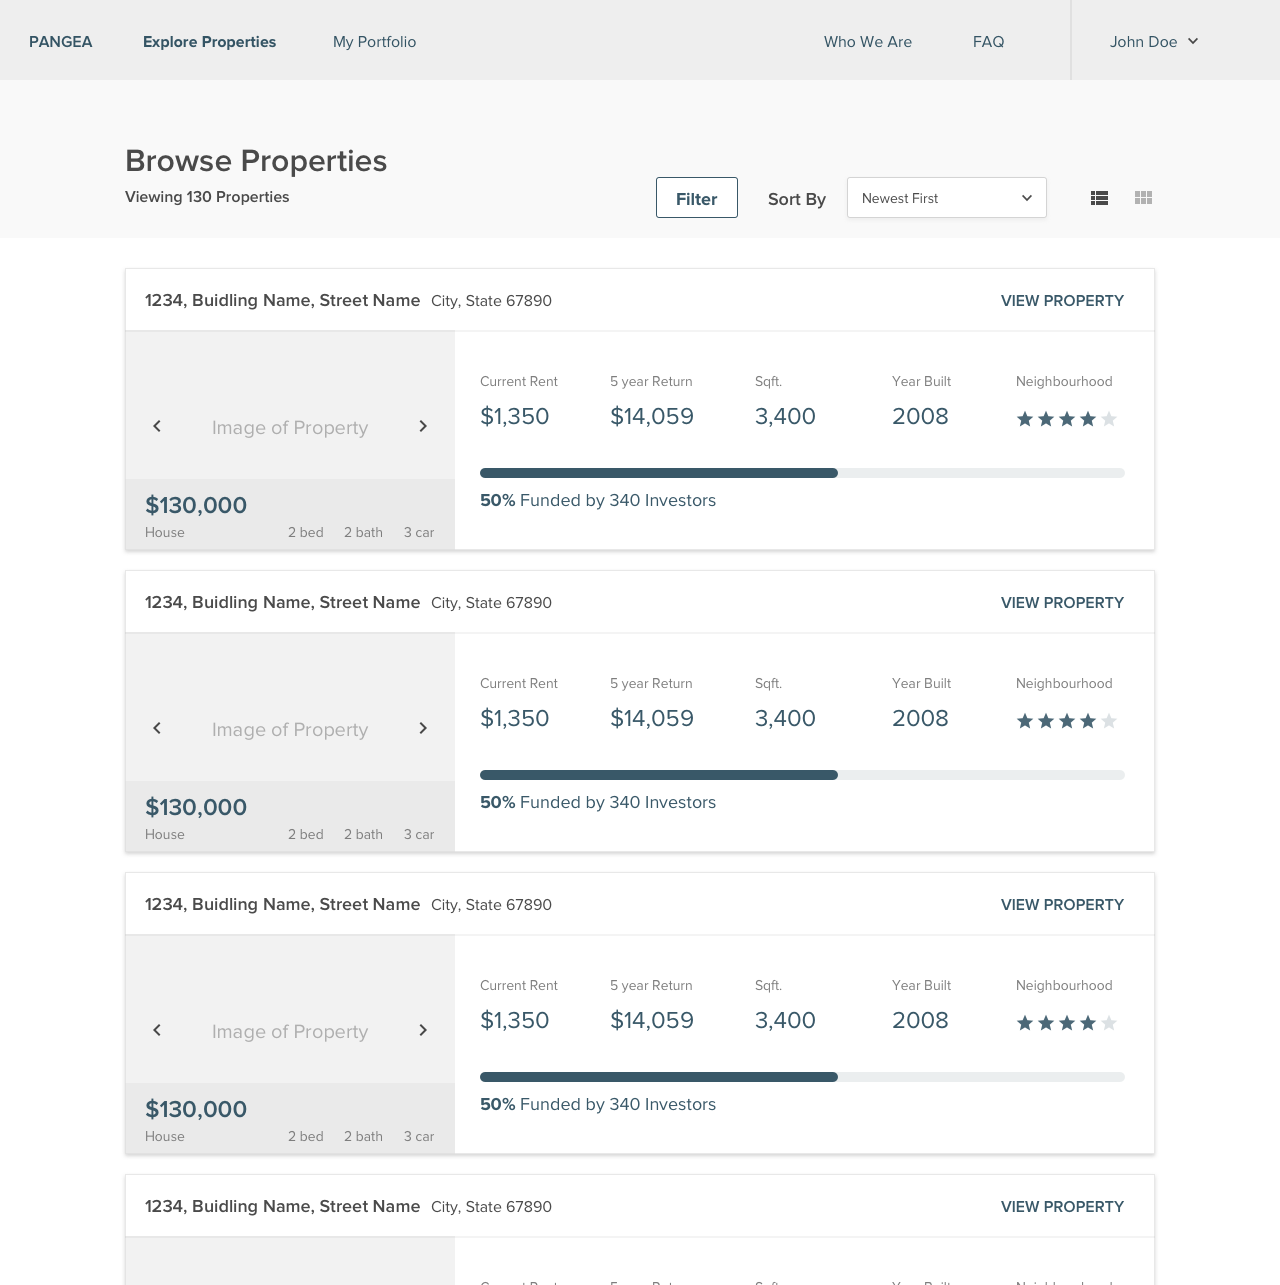 PANGEA Explore Properties My Portfolio Who We Are FAQ John Doe
Browse Properties
Viewing 130 Properties
Filter Sort By Newest First
1234, Buidling Name, Street Name City, State 67890 VIEW PROPERTY
Image of Property
$130,000
House 2 bed 2 bath 3 car
Current Rent 5 year Return Sqft. Year Built Neighbourhood
$1,350 $14,059 3,400 2008
50% Funded by 340 Investors
1234, Buidling Name, Street Name City, State 67890 VIEW PROPERTY
Image of Property
$130,000
House 2 bed 2 bath 3 car
Current Rent 5 year Return Sqft. Year Built Neighbourhood
$1,350 $14,059 3,400 2008
50% Funded by 340 Investors
1234, Buidling Name, Street Name City, State 67890 VIEW PROPERTY
Image of Property
$130,000
House 2 bed 2 bath 3 car
Current Rent 5 year Return Sqft. Year Built Neighbourhood
$1,350 $14,059 3,400 2008
50% Funded by 340 Investors
1234, Buidling Name, Street Name City, State 67890 VIEW PROPERTY